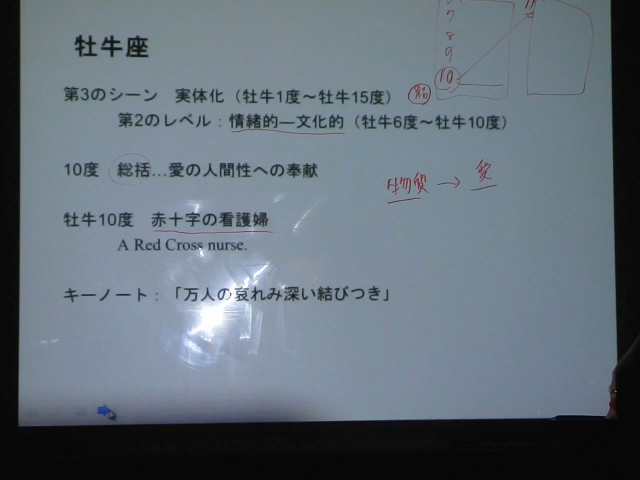 7
8
9
10
牡牛座
第3のシーン　実体化（牡牛1度～牡牛15度）
第2のレベル：情緒的―文化的（牡牛6度～牡牛10度）
10度　総括…愛の人間性への奉献
物質 → 愛
牡牛10度　赤十字の看護婦
A Red Cross nurse.
キーノート：「万人の哀れみ深い結びつき」